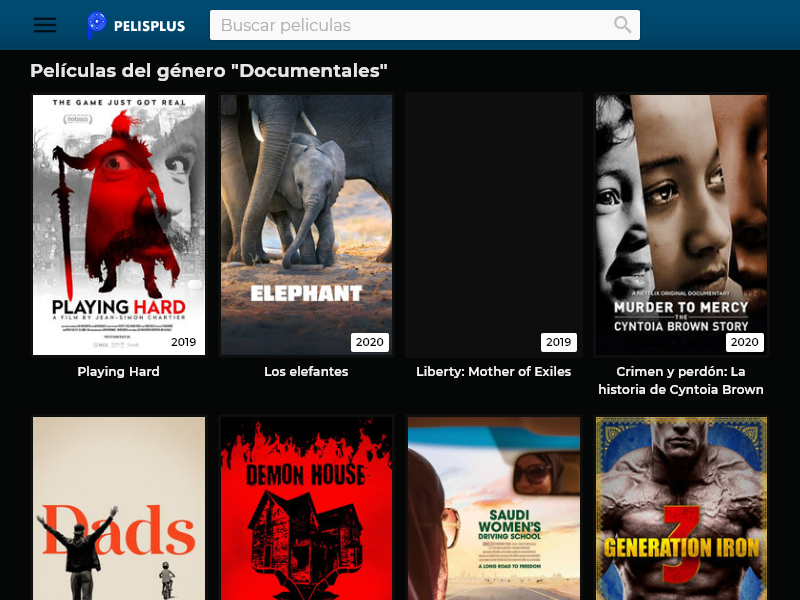 PELISPLUS
Buscar peliculas
Películas del género "Documentales"
THE GAME JUST GOT REAL
PLAYING HARD
A FILM BY JEAN-SIMON CHARTIER
2019
ELEPHANT
2020
2019
A NETFLIX ORIGINAL DOCUMENTARY
MURDER TO MERCY
THE
CYNTOIA BROWN STORY
2020
Playing Hard
Los elefantes
Liberty: Mother of Exiles
Crimen y perdón: La
historia de Cyntoia Brown
Dads
DEMON HOUSE
SAUDI
WOMEN'S
DRIVING SCHOOL
A LONG ROAD TO FREEDOM
3
GENERATION IRON